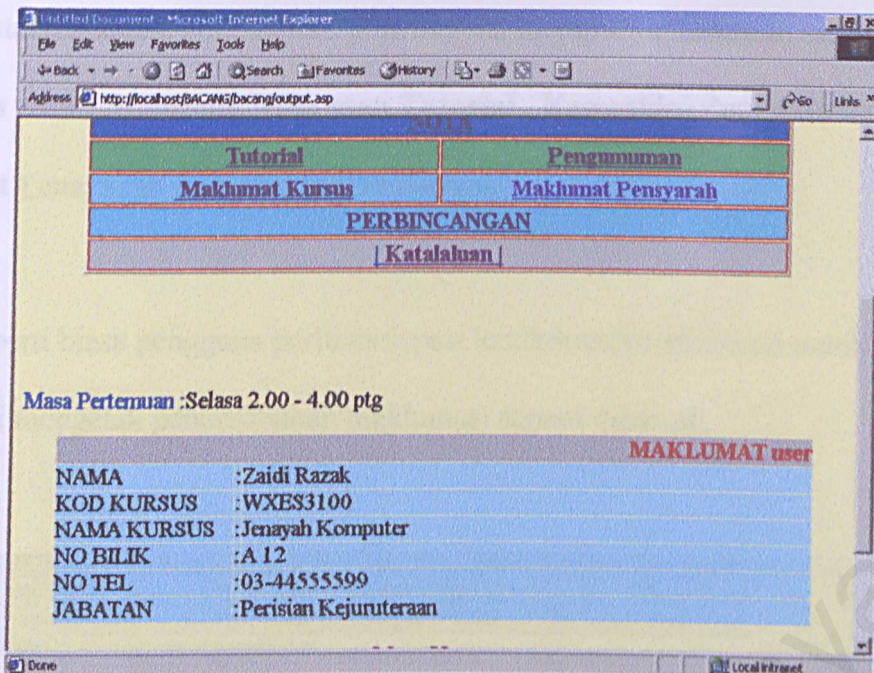 Untitled Document - Microsoft Internet Explorer
File Edit View Favorites Tools Help
Back Search Favorites History
Address http://localhost/BACANG/bacang/output.asp Go Links
NOTA
Tutorial Pengumuman
Maklumat Kursus Maklumat Pensyarah
PERBINCANGAN
| Katalaluan |
Masa Pertemuan :Selasa 2.00 - 4.00 ptg
MAKLUMAT user
NAMA :Zaidi Razak
KOD KURSUS :WXES3100
NAMA KURSUS :Jenayah Komputer
NO BILIK :A 12
NO TEL :03-44555599
JABATAN :Perisian Kejuruteraan
Done Local intranet